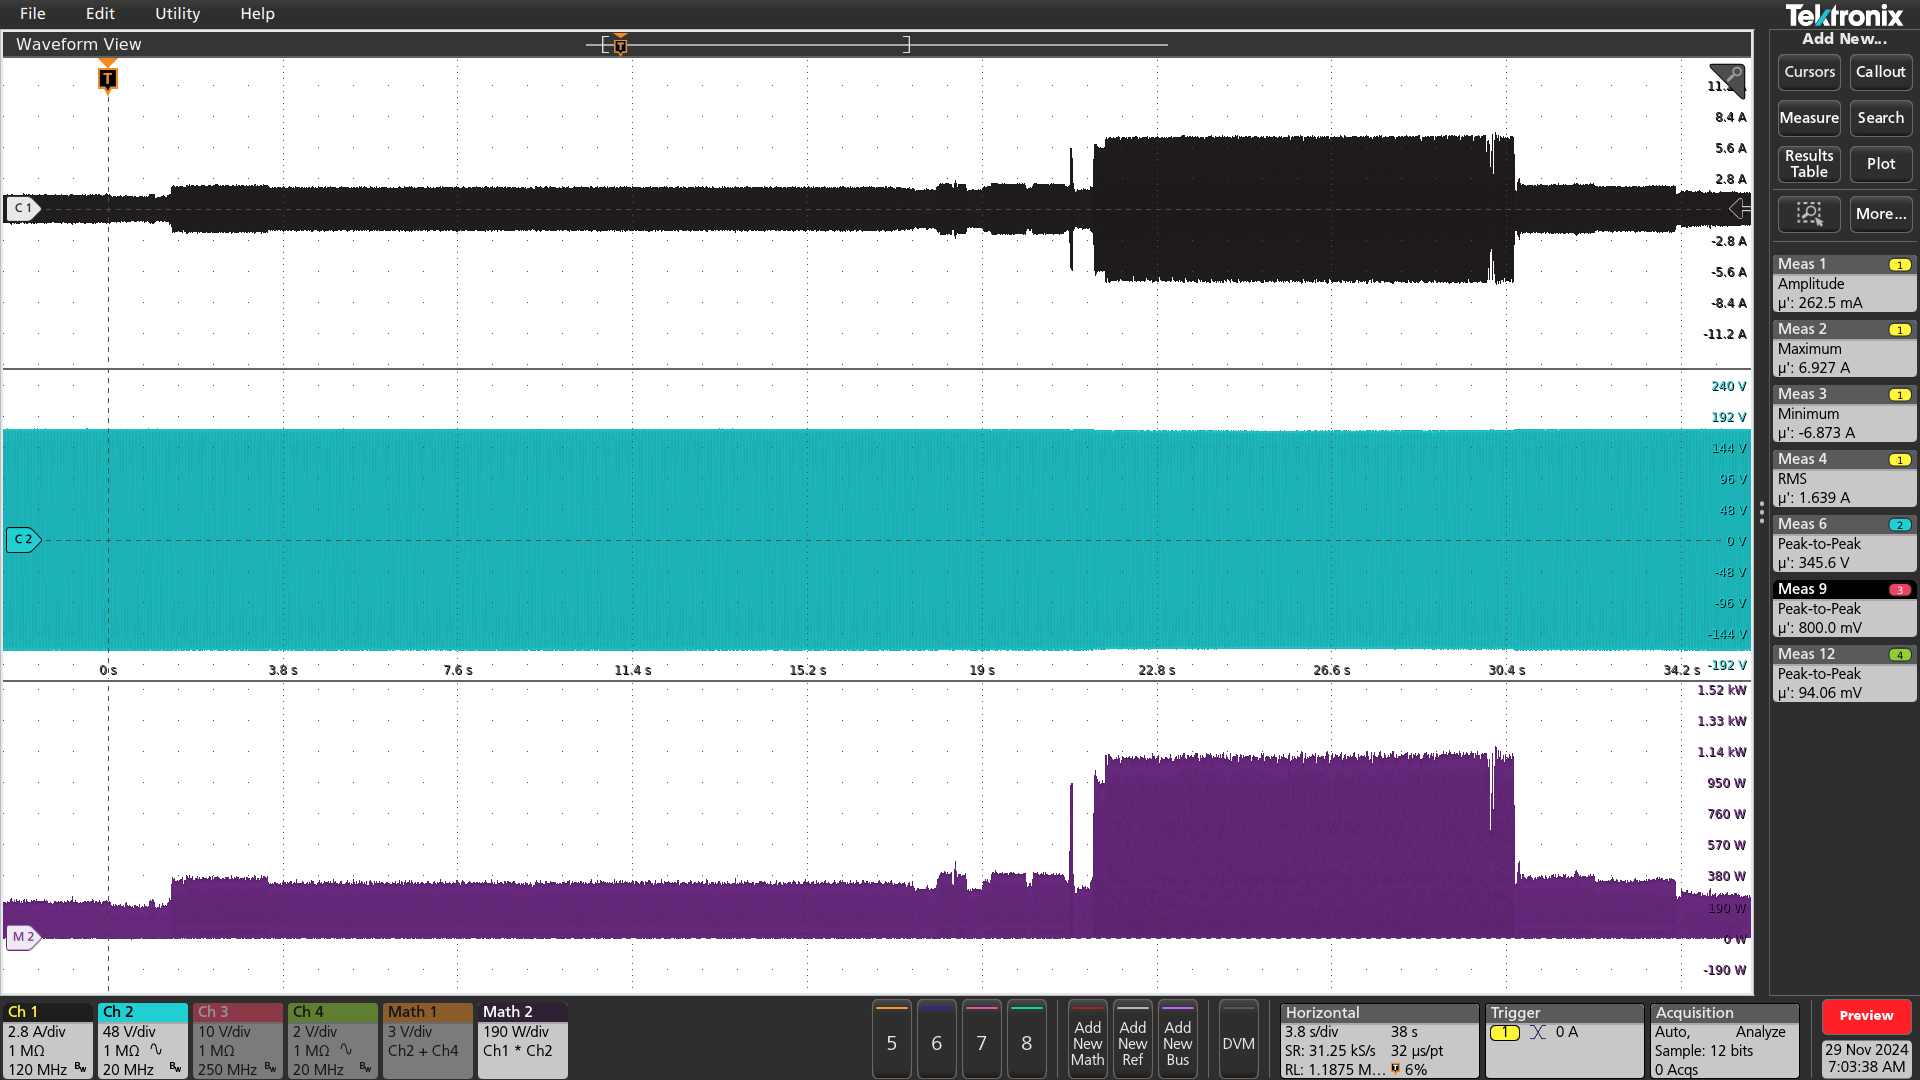 File Edit Utility Help
Tektronix
Waveform View
Add New...
Cursors Callout
Measure Search
Results Table Plot
More...
T
T
8.4 A
5.6 A
2.8 A
C 1
-2.8 A
-5.6 A
-8.4 A
-11.2 A
240 V
192 V
144 V
96 V
48 V
C 2
0 V
-48 V
-96 V
-144 V
-192 V
0 s 3.8 s 7.6 s 11.4 s 15.2 s 19 s 22.8 s 26.6 s 30.4 s 34.2 s
1.52 kW
1.33 kW
1.14 kW
950 W
760 W
570 W
380 W
190 W
M 2
0 W
-190 W
Meas 1 1
Amplitude
µ': 262.5 mA
Meas 2 1
Maximum
µ': 6.927 A
Meas 3 1
Minimum
µ': -6.873 A
Meas 4 1
RMS
µ': 1.639 A
Meas 6 2
Peak-to-Peak
µ': 345.6 V
Meas 9 3
Peak-to-Peak
µ': 800.0 mV
Meas 12 4
Peak-to-Peak
µ': 94.06 mV
Ch 1
2.8 A/div
1 MΩ
120 MHz Bw
Ch 2
48 V/div
1 MΩ
20 MHz Bw
Ch 3
10 V/div
1 MΩ
250 MHz Bw
Ch 4
2 V/div
1 MΩ
20 MHz Bw
Math 1
3 V/div
Ch2 + Ch4
Math 2
190 W/div
Ch1 * Ch2
5 6 7 8
Add New Math
Add New Ref
Add New Bus
DVM
Horizontal
3.8 s/div 38 s
SR: 31.25 kS/s 32 µs/pt
RL: 1.1875 M... T 6%
Trigger
1 0 A
Acquisition
Auto, Analyze
Sample: 12 bits
0 Acqs
Preview
29 Nov 2024
7:03:38 AM